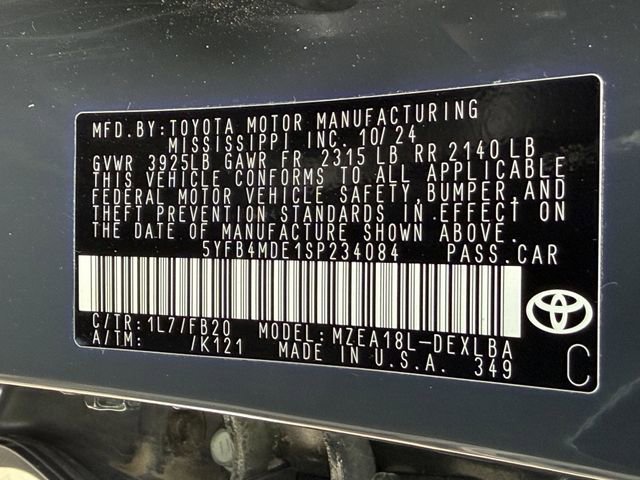 MFD. BY: TOYOTA MOTOR MANUFACTURING
MISSISSIPPI INC. 10/24
GVWR 3925LB GAWR FR 2315 LB RR 2140 LB
THIS VEHICLE CONFORMS TO ALL APPLICABLE
FEDERAL MOTOR VEHICLE SAFETY, BUMPER, AND
THEFT PREVENTION STANDARDS IN EFFECT ON
THE DATE OF MANUFACTURE SHOWN ABOVE.
5YFB4MDE1SP234084 PASS. CAR
C/TR: 1L7/FB20 MODEL: MZEA18L-DEXLBA
A/TM: /K121 MADE IN U.S.A. 349
C